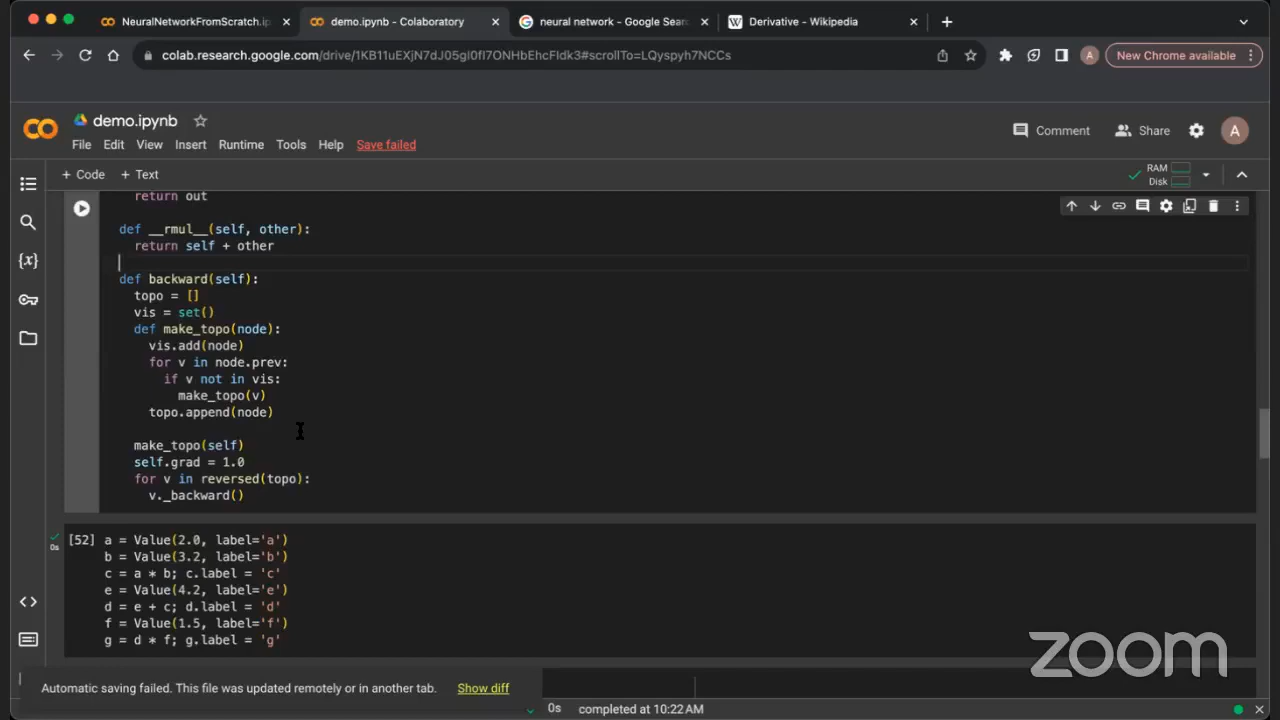 NeuralNetworkFromScratch.ip
demo.ipynb - Colaboratory
neural network - Google Sear
Derivative - Wikipedia
colab.research.google.com/drive/1KB11uEXjN7dJ05gl0fl7ONHbEhcFIdk3#scrollTo=LQyspyh7NCCs
A
New Chrome available
demo.ipynb
File Edit View Insert Runtime Tools Help Save failed
Comment Share A
+ Code + Text
RAM
Disk
return out
def __rmul__(self, other):
return self + other
def backward(self):
topo = []
vis = set()
def make_topo(node):
vis.add(node)
for v in node.prev:
if v not in vis:
make_topo(v)
topo.append(node)
make_topo(self)
self.grad = 1.0
for v in reversed(topo):
v._backward()
0s
[52] a = Value(2.0, label='a')
b = Value(3.2, label='b')
c = a * b; c.label = 'c'
e = Value(4.2, label='e')
d = e + c; d.label = 'd'
f = Value(1.5, label='f')
g = d * f; g.label = 'g'
zoom
Automatic saving failed. This file was updated remotely or in another tab. Show diff
0s completed at 10:22 AM